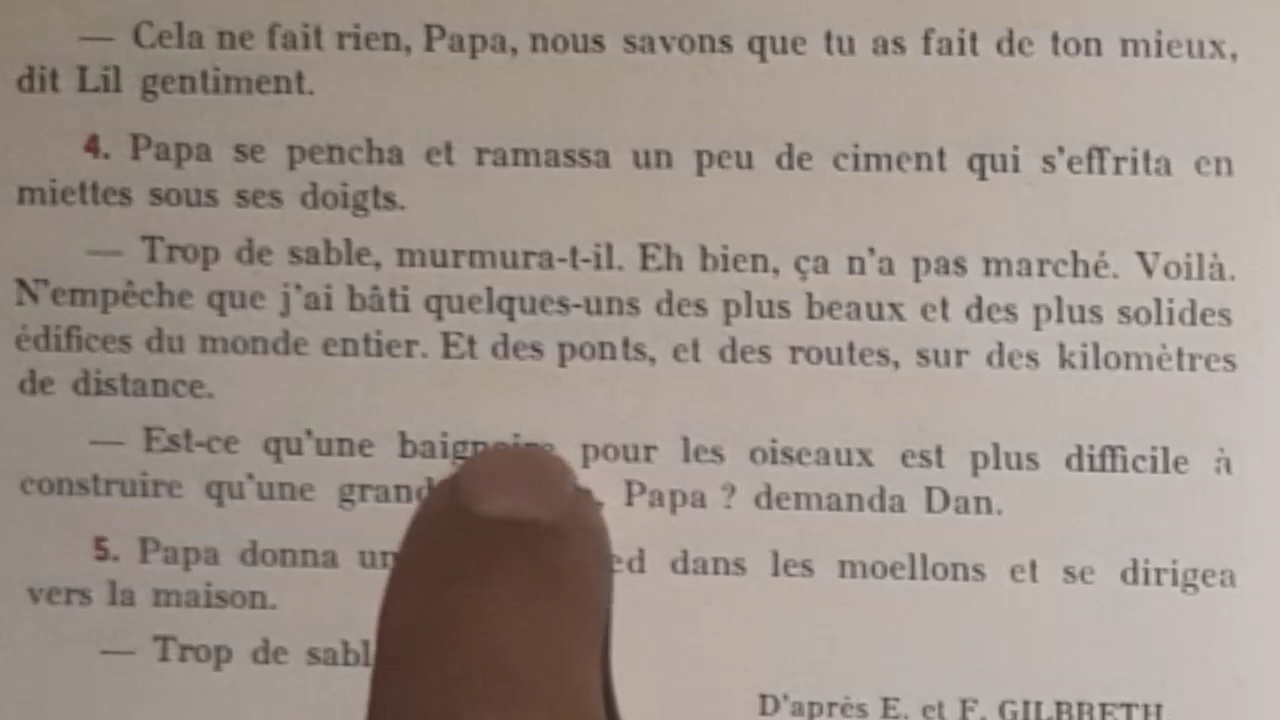 — Cela ne fait rien, Papa, nous savons que tu as fait de ton mieux,
dit Lil gentiment.
4. Papa se pencha et ramassa un peu de ciment qui s'effrita en
miettes sous ses doigts.
— Trop de sable, murmura-t-il. Eh bien, ça n'a pas marché. Voilà.
N'empêche que j'ai bâti quelques-uns des plus beaux et des plus solides
édifices du monde entier. Et des ponts, et des routes, sur des kilomètres
de distance.
— Est-ce qu'une baignoire pour les oiseaux est plus difficile à
construire qu'une Papa ? demanda Dan.
5. Papa donna dans les moellons et se dirigea
vers la maison.
— Trop de
D'après E. et F. GILBRETH